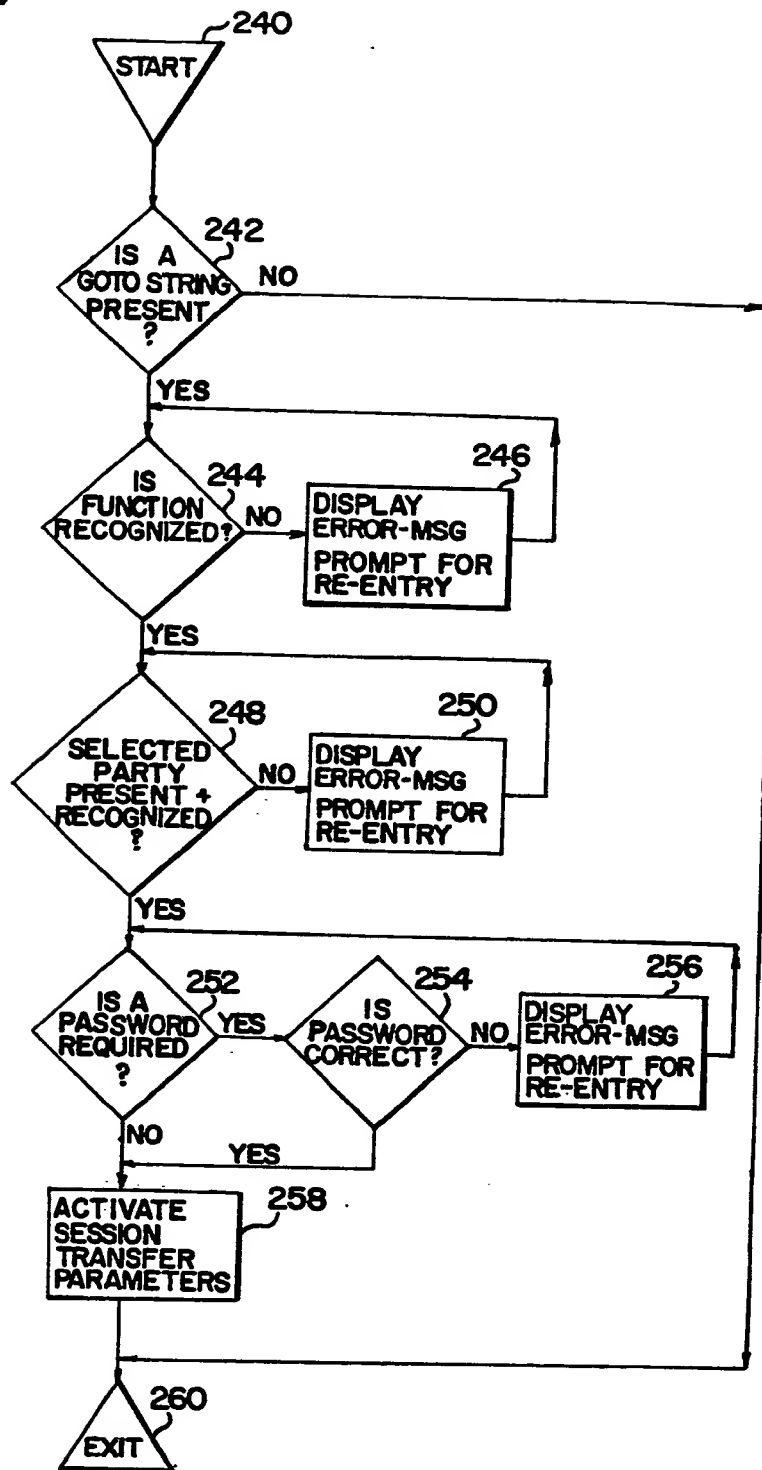 240
START
242
IS A
GOTO STRING
PRESENT
?
NO
YES
244
IS
FUNCTION
RECOGNIZED?
NO
246
DISPLAY
ERROR-MSG
PROMPT FOR
RE-ENTRY
YES
248
SELECTED
PARTY
PRESENT +
RECOGNIZED
?
NO
250
DISPLAY
ERROR-MSG
PROMPT FOR
RE-ENTRY
YES
252
IS A
PASSWORD
REQUIRED
?
YES
254
IS
PASSWORD
CORRECT?
NO
256
DISPLAY
ERROR-MSG
PROMPT FOR
RE-ENTRY
NO
YES
258
ACTIVATE
SESSION
TRANSFER
PARAMETERS
260
EXIT